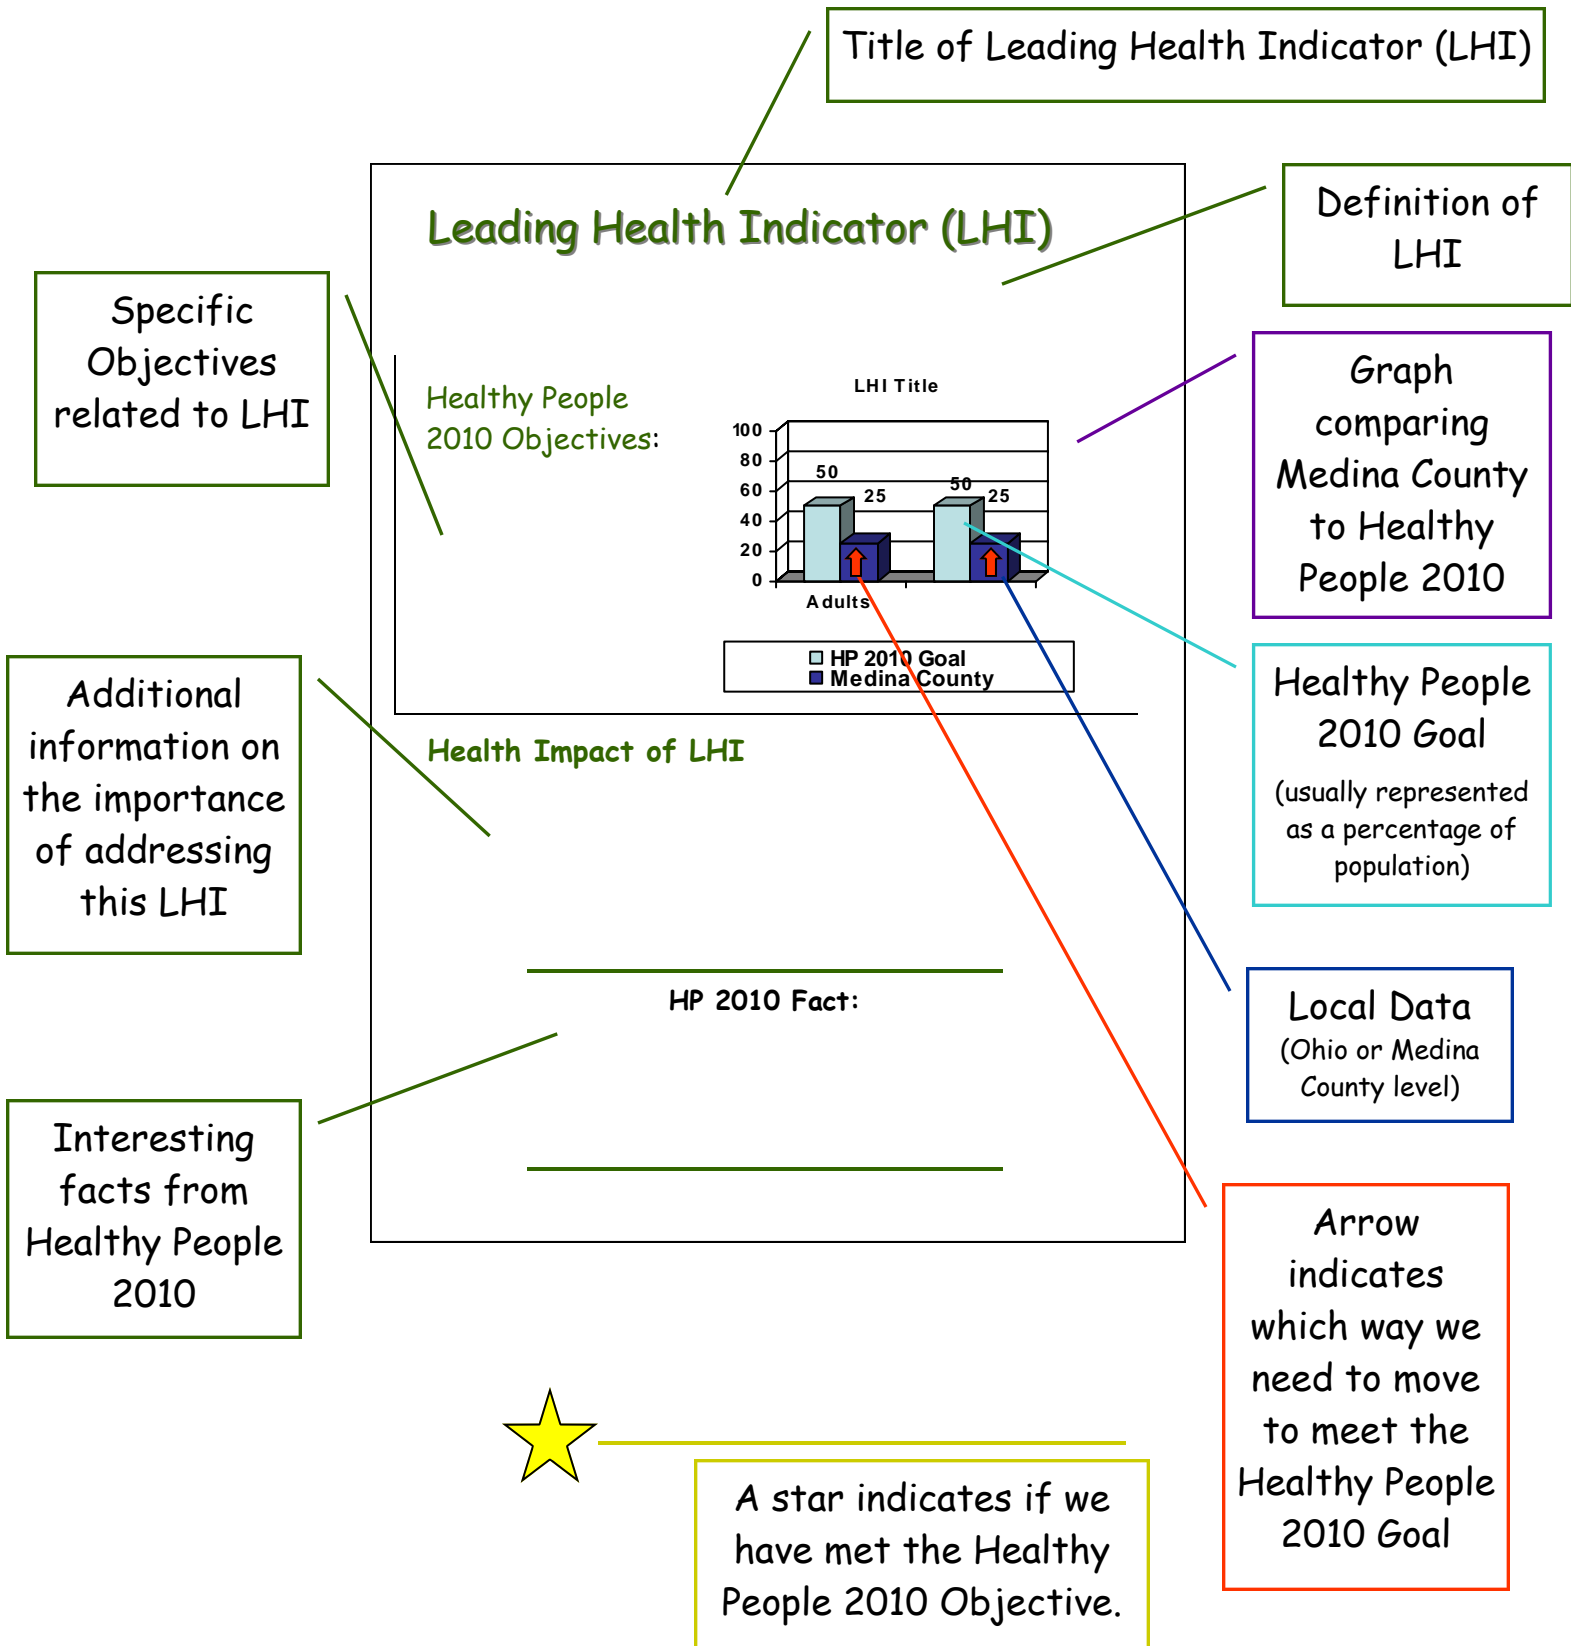 Title of Leading Health Indicator (LHI)
Leading Health Indicator (LHI)
Definition of
LHI
Specific
Objectives
related to LHI
Healthy People
2010 Objectives:
LHI Title
100
80
60
40
20
0
50
25
50
25
Adults
HP 2010 Goal
Medina County
Graph
comparing
Medina County
to Healthy
People 2010
Healthy People
2010 Goal
(usually represented
as a percentage of
population)
Additional
information on
the importance
of addressing
this LHI
Health Impact of LHI
Local Data
(Ohio or Medina
County level)
HP 2010 Fact:
Interesting
facts from
Healthy People
2010
Arrow
indicates
which way we
need to move
to meet the
Healthy People
2010 Goal
A star indicates if we
have met the Healthy
People 2010 Objective.